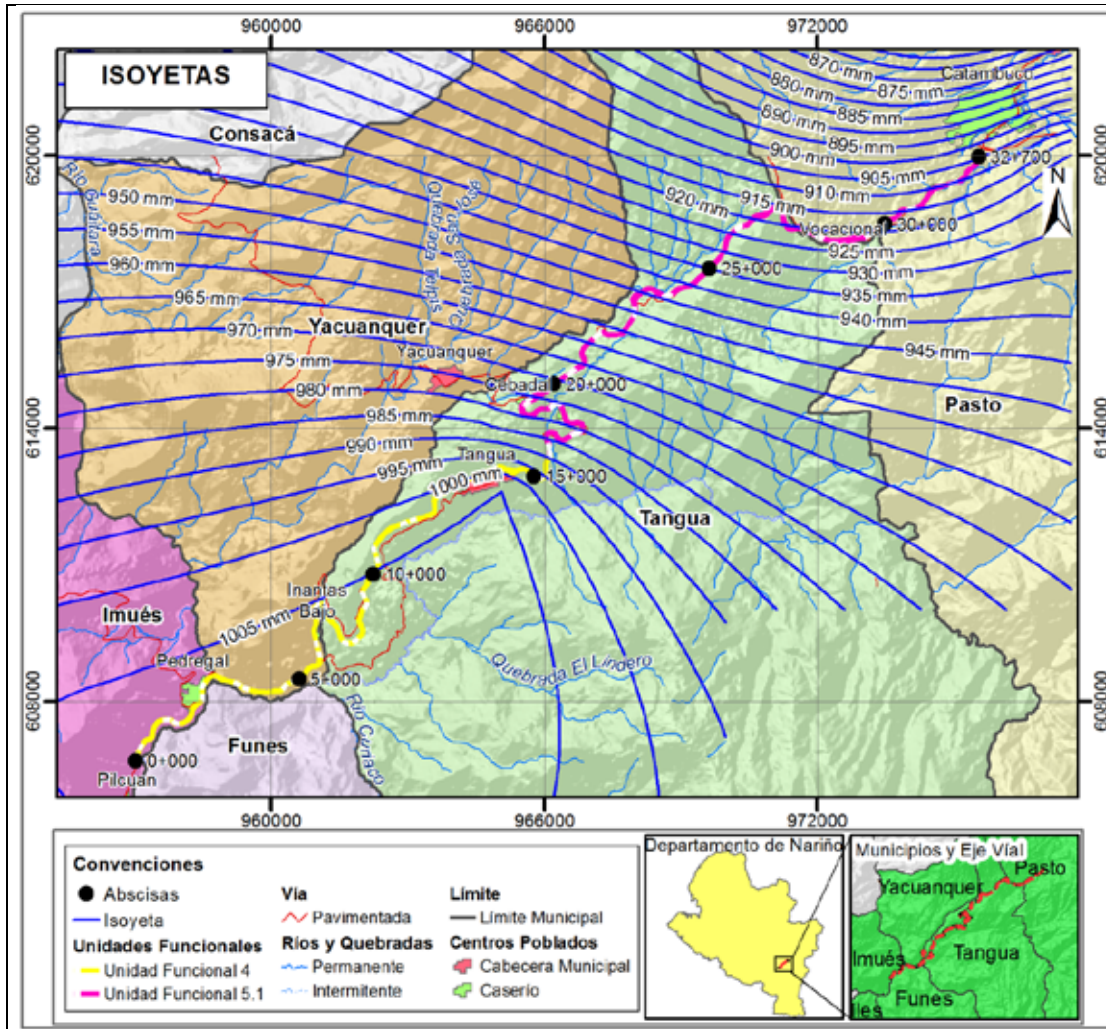 960000
966000
972000
ISOYETAS
870 mm
875 mm
880 mm
885 mm
890 mm
895 mm
900 mm
905 mm
910 mm
915 mm
920 mm
925 mm
930 mm
935 mm
940 mm
945 mm
Catambuco
Consacá
620000
620000
N
Río Guáitara
950 mm
955 mm
960 mm
965 mm
970 mm
975 mm
980 mm
985 mm
990 mm
995 mm
1000 mm
1005 mm
Quebrada Telpis
Quebrada San José
32+700
Vocacional
25+000
Yacuanquer
Yacuanquer
Cebadal
20+000
Pasto
614000
614000
Tangua
15+000
Tangua
10+000
Inantas
Bajo
Imués
Pedregal
5+000
Quebrada El Lindero
608000
608000
Funes
0+000
Pilcuán
960000
966000
972000
Convenciones
Abscisas
Isoyeta
Unidades Funcionales
Unidad Funcional 4
Unidad Funcional 5.1
Vía
Pavimentada
Ríos y Quebradas
Permanente
Intermitente
Límite
Límite Municipal
Centros Poblados
Cabecera Municipal
Caserío
Departamento de Nariño
Municipios y Eje Víal
Pasto
Yacuanquer
Imués
Tangua
Funes
Iles